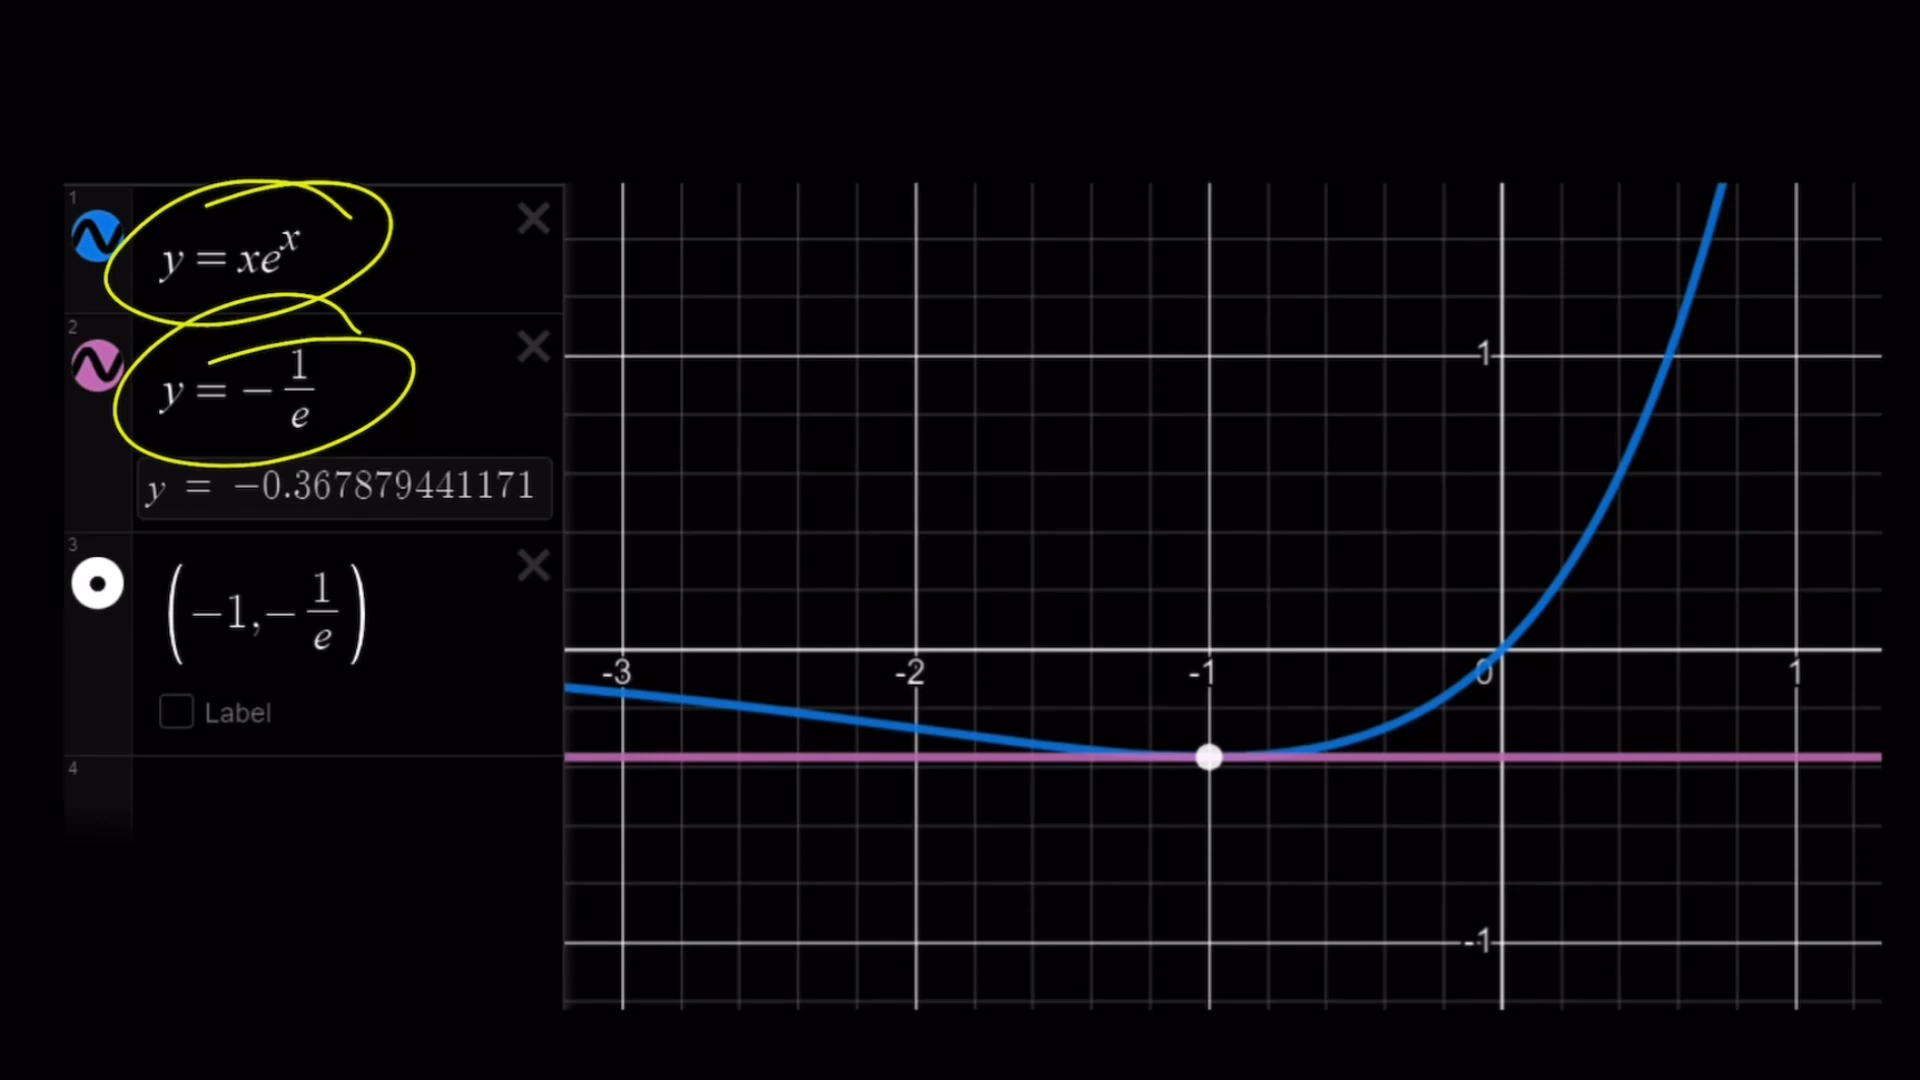 1
y = xe^x
2
y = -1/e
y = −0.367879441171
3
(-1, -1/e)
Label
4
1
-3 -2 -1 0 1
-1